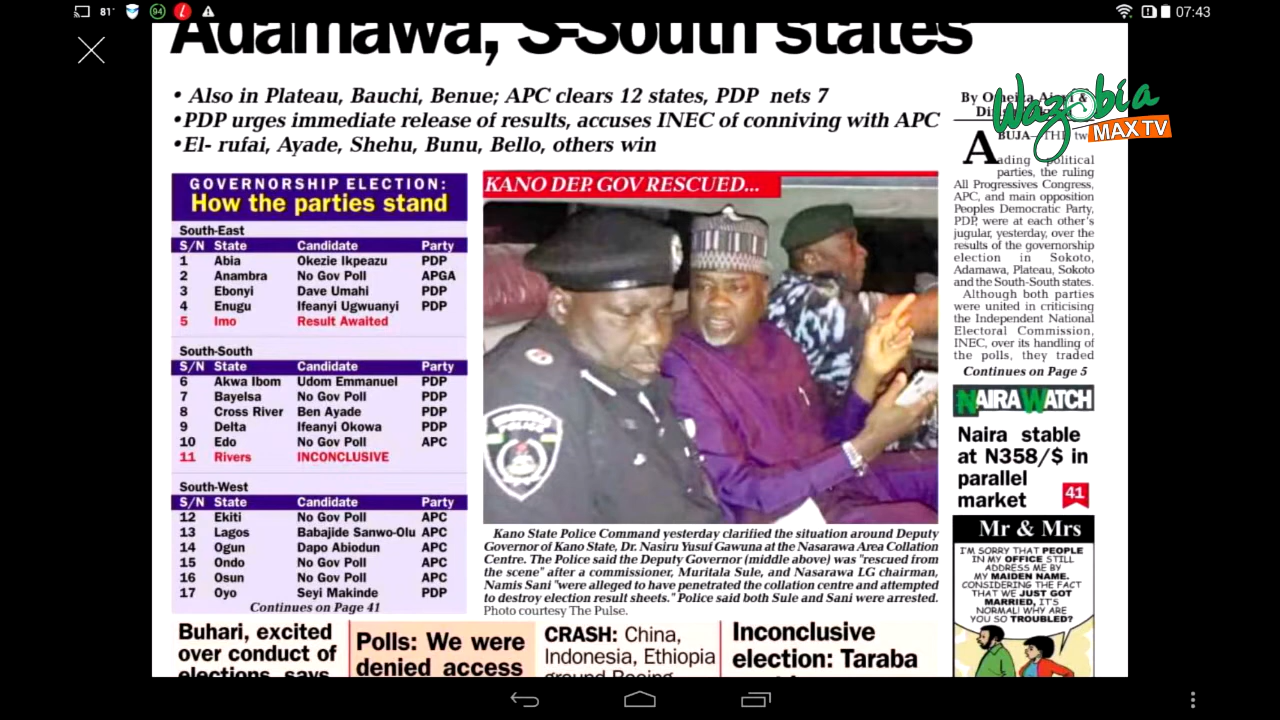 81°
94
07:43
Adamawa, S-South states
• Also in Plateau, Bauchi, Benue; APC clears 12 states, PDP nets 7
•PDP urges immediate release of results, accuses INEC of conniving with APC
•El- rufai, Ayade, Shehu, Bunu, Bello, others win
GOVERNORSHIP ELECTION:
How the parties stand
South-East
S/N State Candidate Party
1 Abia Okezie Ikpeazu PDP
2 Anambra No Gov Poll APGA
3 Ebonyi Dave Umahi PDP
4 Enugu Ifeanyi Ugwuanyi PDP
5 Imo Result Awaited
South-South
S/N State Candidate Party
6 Akwa Ibom Udom Emmanuel PDP
7 Bayelsa No Gov Poll PDP
8 Cross River Ben Ayade PDP
9 Delta Ifeanyi Okowa PDP
10 Edo No Gov Poll APC
11 Rivers INCONCLUSIVE
South-West
S/N State Candidate Party
12 Ekiti No Gov Poll APC
13 Lagos Babajide Sanwo-Olu APC
14 Ogun Dapo Abiodun APC
15 Ondo No Gov Poll APC
16 Osun No Gov Poll APC
17 Oyo Seyi Makinde PDP
Continues on Page 41
KANO DEP. GOV RESCUED...
Kano State Police Command yesterday clarified the situation around Deputy
Governor of Kano State, Dr. Nasiru Yusuf Gawuna at the Nasarawa Area Collation
Centre. The Police said the Deputy Governor (middle above) was "rescued from
the scene" after a commissioner, Muritala Sule, and Nasarawa LG chairman,
Namis Sani "were alleged to have penetrated the collation centre and attempted
to destroy election result sheets." Police said both Sule and Sani were arrested.
Photo courtesy The Pulse.
Wazobia
MAX TV
By &
ABUJA—THE
ading political
parties, the ruling
All Progressives Congress,
APC, and main opposition
Peoples Democratic Party,
PDP, were at each other's
jugular, yesterday, over the
results of the governorship
election in Sokoto,
Adamawa, Plateau, Sokoto
and the South-South states.
Although both parties
were united in criticising
the Independent National
Electoral Commission,
INEC, over its handling of
the polls, they traded
Continues on Page 5
NAIRA WATCH
Naira stable
at N358/$ in
parallel
market
41
Mr & Mrs
I'M SORRY THAT PEOPLE
IN MY OFFICE STILL
ADDRESS ME BY
MY MAIDEN NAME.
CONSIDERING THE FACT
THAT WE JUST GOT
MARRIED, IT'S
NORMAL! WHY ARE
YOU SO TROUBLED?
Buhari, excited
over conduct of
elections, says
Polls: We were
denied access
CRASH: China,
Indonesia, Ethiopia
ground Boeing
Inconclusive
election: Taraba